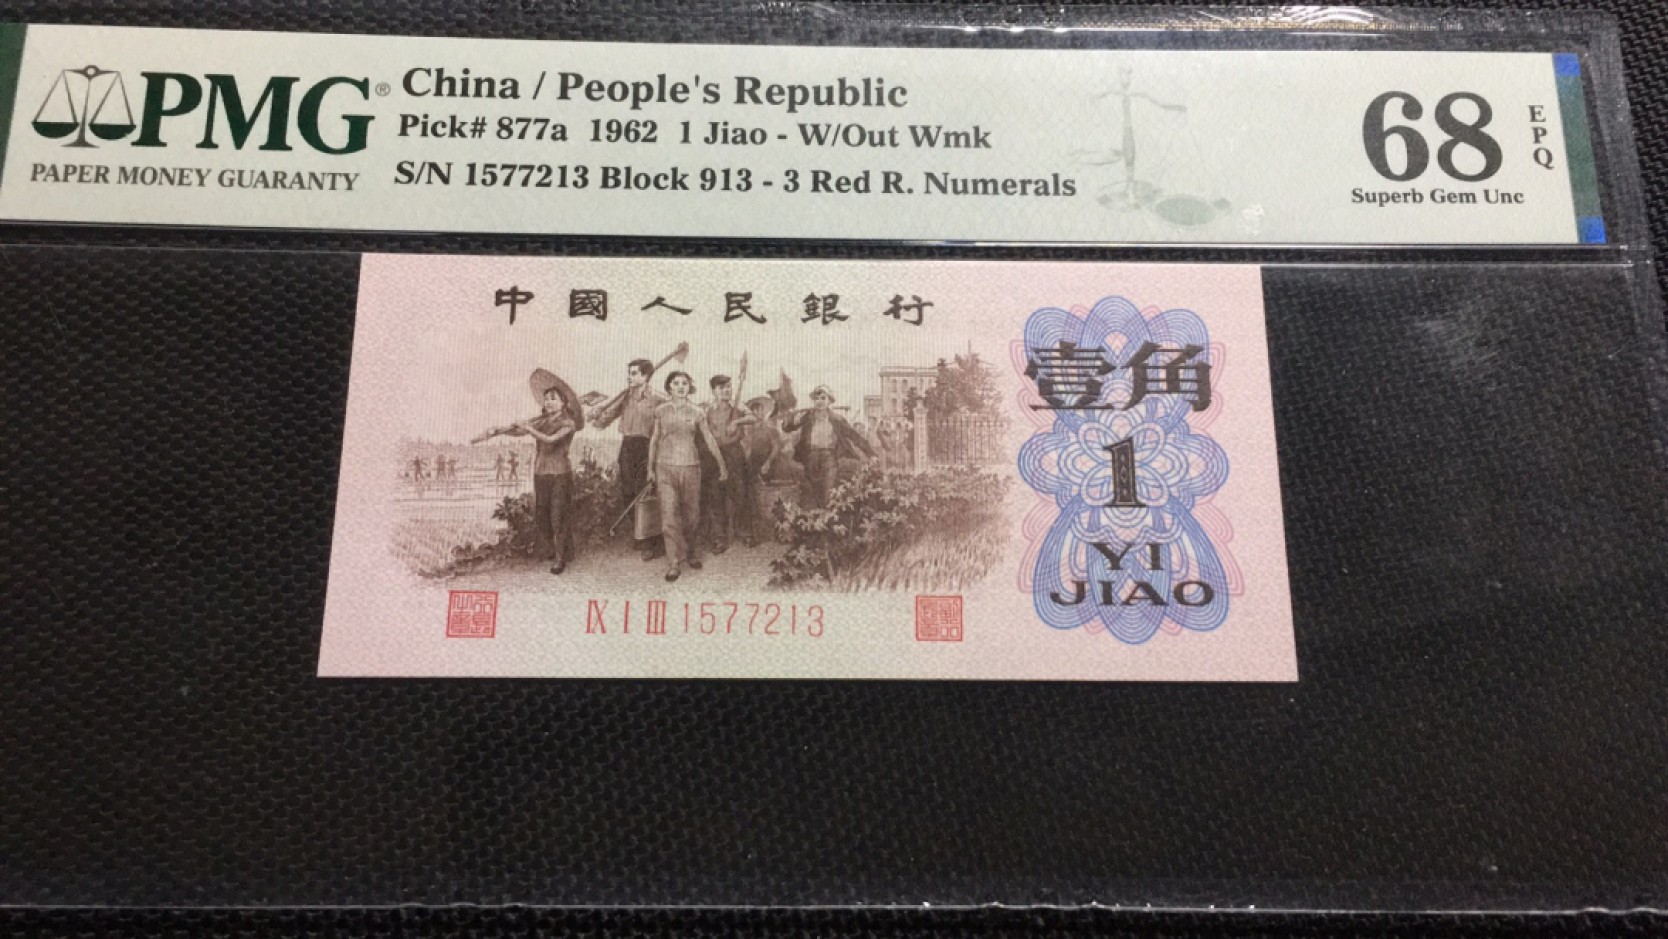 PMG®
PAPER MONEY GUARANTY
China / People's Republic
Pick# 877a 1962 1 Jiao - W/Out Wmk
S/N 1577213 Block 913 - 3 Red R. Numerals
68
EPQ
Superb Gem Unc
中國人民銀行
壹角
1
YI
JIAO
IX I III 1577213